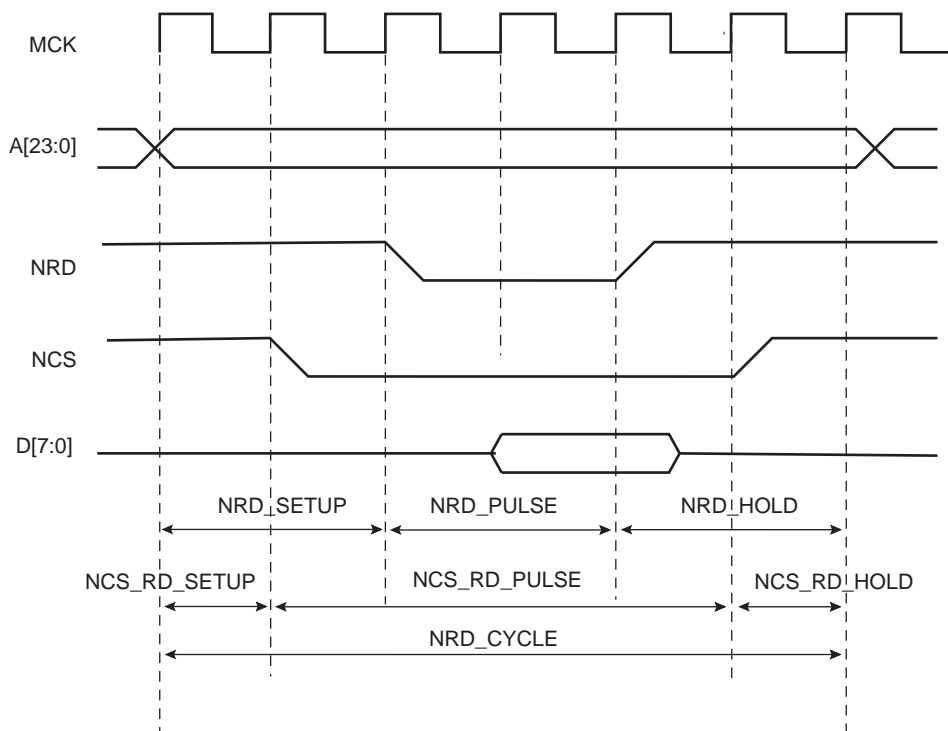 MCK
A[23:0]
NRD
NCS
D[7:0]
NRD_SETUP NRD_PULSE NRD_HOLD
NCS_RD_SETUP NCS_RD_PULSE NCS_RD_HOLD
NRD_CYCLE